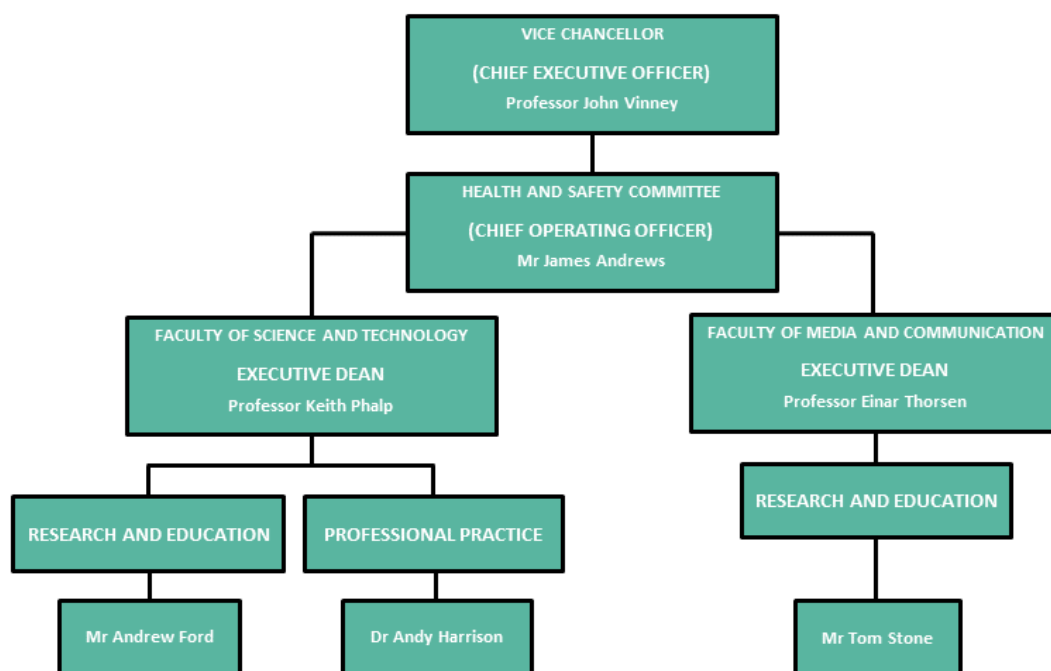 VICE CHANCELLOR
(CHIEF EXECUTIVE OFFICER)
Professor John Vinney
HEALTH AND SAFETY COMMITTEE
(CHIEF OPERATING OFFICER)
Mr James Andrews
FACULTY OF SCIENCE AND TECHNOLOGY
EXECUTIVE DEAN
Professor Keith Phalp
FACULTY OF MEDIA AND COMMUNICATION
EXECUTIVE DEAN
Professor Einar Thorsen
RESEARCH AND EDUCATION
PROFESSIONAL PRACTICE
RESEARCH AND EDUCATION
Mr Andrew Ford
Dr Andy Harrison
Mr Tom Stone